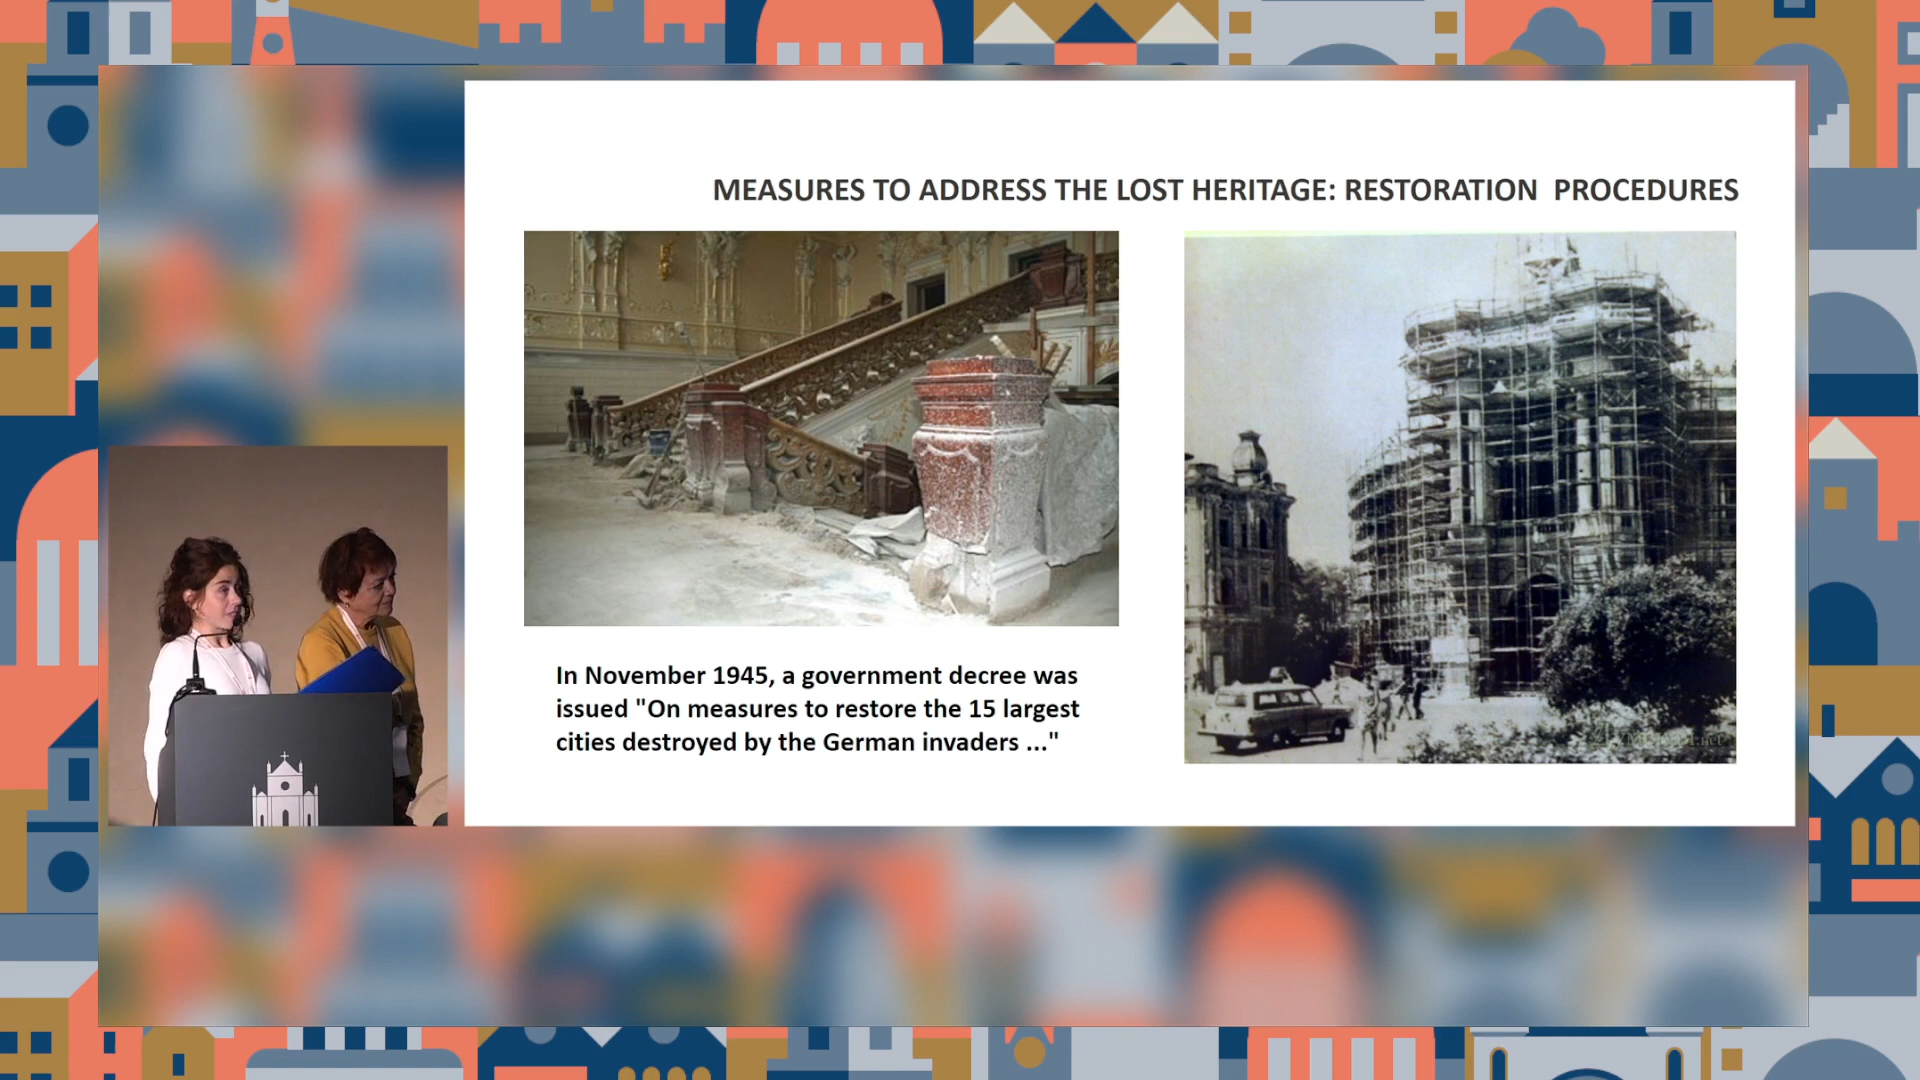 MEASURES TO ADDRESS THE LOST HERITAGE: RESTORATION PROCEDURES
In November 1945, a government decree was
issued "On measures to restore the 15 largest
cities destroyed by the German invaders ..."